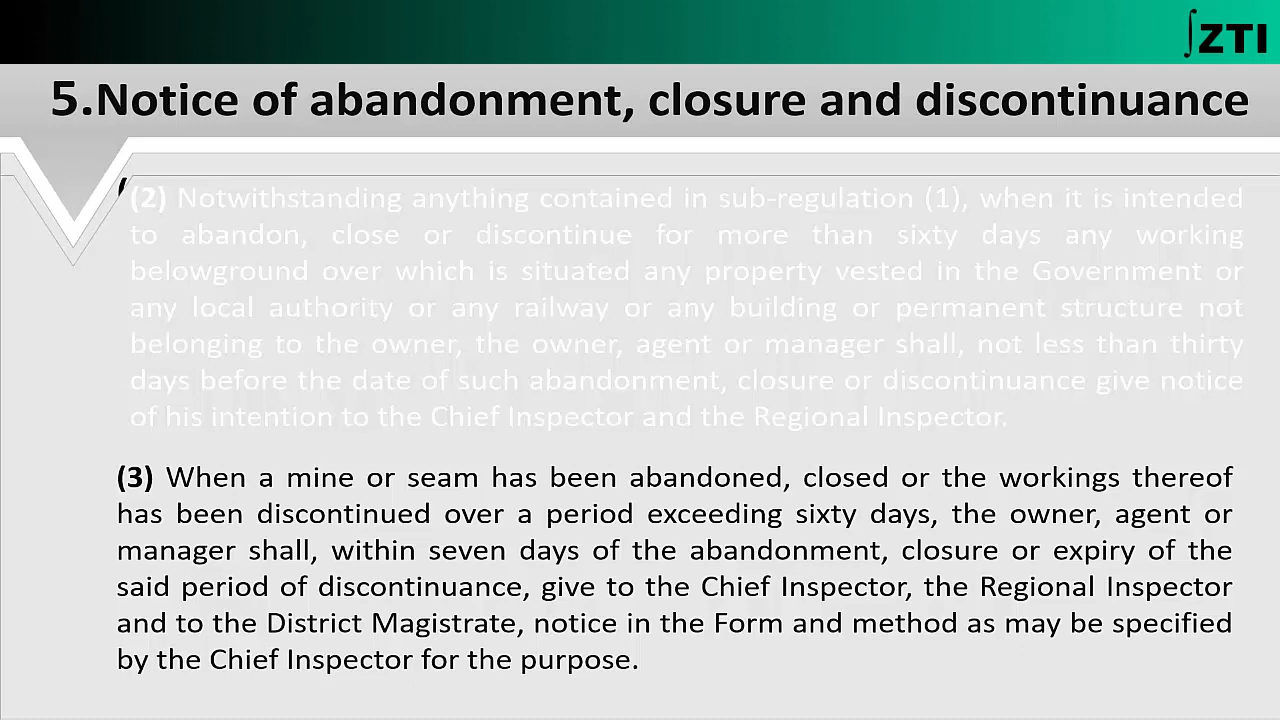 ∫ZTI
5.Notice of abandonment, closure and discontinuance
(2) Notwithstanding anything contained in sub-regulation (1), when it is intended
to abandon, close or discontinue for more than sixty days any working
belowground over which is situated any property vested in the Government or
any local authority or any railway or any building or permanent structure not
belonging to the owner, the owner, agent or manager shall, not less than thirty
days before the date of such abandonment, closure or discontinuance give notice
of his intention to the Chief Inspector and the Regional Inspector.
(3) When a mine or seam has been abandoned, closed or the workings thereof
has been discontinued over a period exceeding sixty days, the owner, agent or
manager shall, within seven days of the abandonment, closure or expiry of the
said period of discontinuance, give to the Chief Inspector, the Regional Inspector
and to the District Magistrate, notice in the Form and method as may be specified
by the Chief Inspector for the purpose.